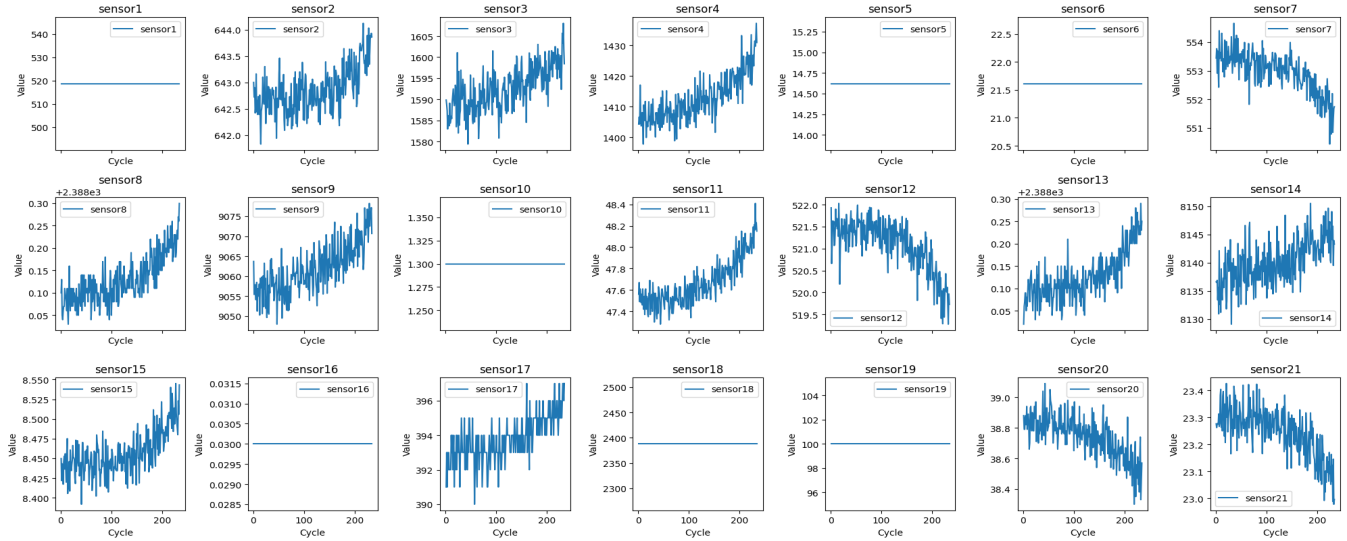 sensor1 sensor2 sensor3 sensor4 sensor5 sensor6 sensor7
540
530
520
510
500
Value
sensor1
Cycle
644.0
643.5
643.0
642.5
642.0
Value
sensor2
Cycle
1605
1600
1595
1590
1585
1580
Value
sensor3
Cycle
1430
1420
1410
1400
Value
sensor4
Cycle
15.25
15.00
14.75
14.50
14.25
14.00
Value
sensor5
Cycle
22.5
22.0
21.5
21.0
20.5
Value
sensor6
Cycle
554
553
552
551
Value
sensor7
Cycle
sensor8 sensor9 sensor10 sensor11 sensor12 sensor13 sensor14
+2.388e3
0.30
0.25
0.20
0.15
0.10
0.05
Value
sensor8
Cycle
9075
9070
9065
9060
9055
9050
Value
sensor9
Cycle
1.350
1.325
1.300
1.275
1.250
Value
sensor10
Cycle
48.4
48.2
48.0
47.8
47.6
47.4
Value
sensor11
Cycle
522.0
521.5
521.0
520.5
520.0
519.5
Value
sensor12
Cycle
+2.388e3
0.30
0.25
0.20
0.15
0.10
0.05
Value
sensor13
Cycle
8150
8145
8140
8135
8130
Value
sensor14
Cycle
sensor15 sensor16 sensor17 sensor18 sensor19 sensor20 sensor21
8.550
8.525
8.500
8.475
8.450
8.425
8.400
Value
sensor15
0 100 200
Cycle
0.0315
0.0310
0.0305
0.0300
0.0295
0.0290
0.0285
Value
sensor16
0 100 200
Cycle
396
394
392
390
Value
sensor17
0 100 200
Cycle
2500
2450
2400
2350
2300
Value
sensor18
0 100 200
Cycle
104
102
100
98
96
Value
sensor19
0 100 200
Cycle
39.0
38.8
38.6
38.4
Value
sensor20
0 100 200
Cycle
23.4
23.3
23.2
23.1
23.0
Value
sensor21
0 100 200
Cycle